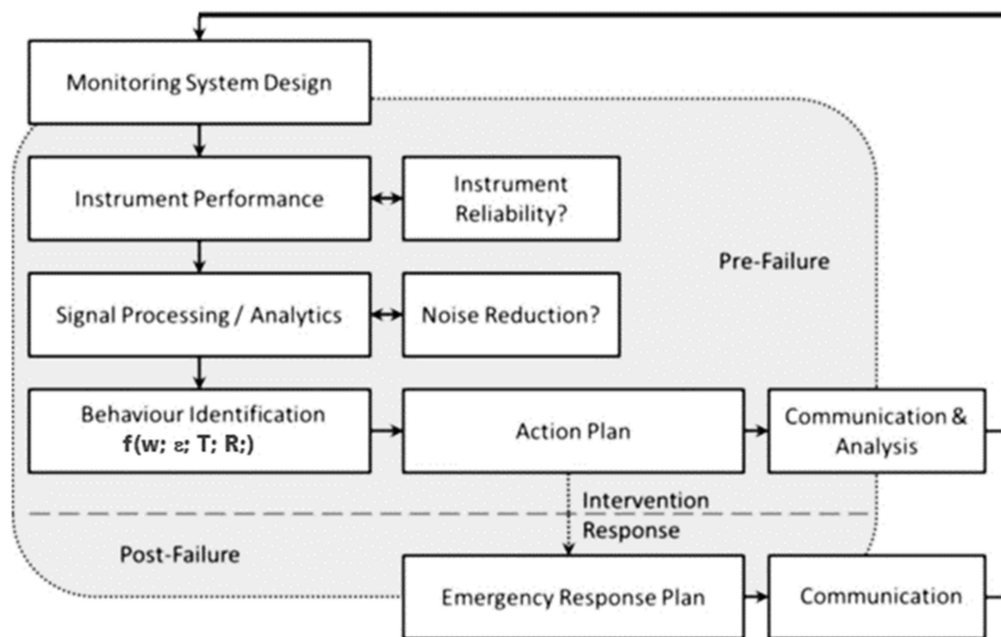 Monitoring System Design
Instrument Performance
Instrument
Reliability?
Pre-Failure
Signal Processing / Analytics
Noise Reduction?
Behaviour Identification
f(w; ε; T; R;)
Action Plan
Communication &
Analysis
Intervention
Response
Post-Failure
Emergency Response Plan
Communication